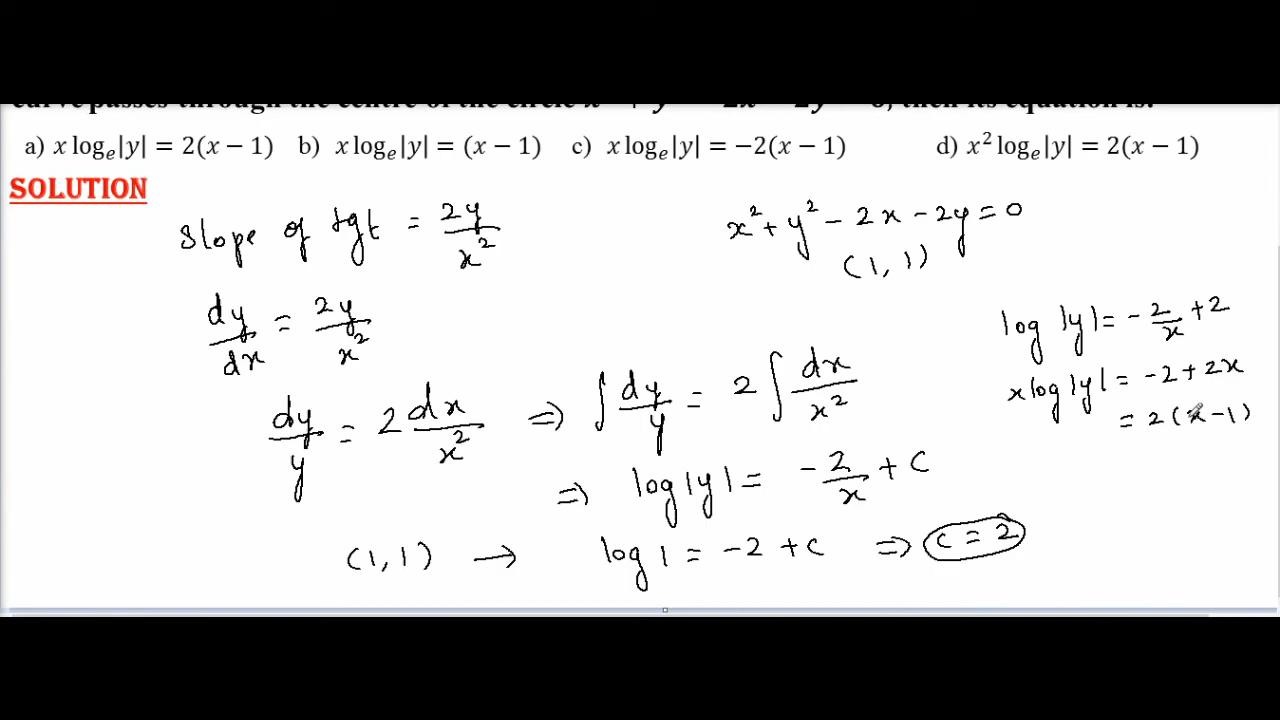 a) x logₑ|y| = 2(x − 1) b) x logₑ|y| = (x − 1) c) x logₑ|y| = −2(x − 1) d) x² logₑ|y| = 2(x − 1)
SOLUTION
Slope of tgt = 2y/x²
x² + y² − 2x − 2y = 0
(1, 1)
dy/dx = 2y/x²
dy/y = 2 dx/x² ⇒ ∫ dy/y = 2 ∫ dx/x²
⇒ log|y| = −2/x + C
(1, 1) → log 1 = −2 + C ⇒ C = 2
log|y| = −2/x + 2
x log|y| = −2 + 2x
= 2(x − 1)